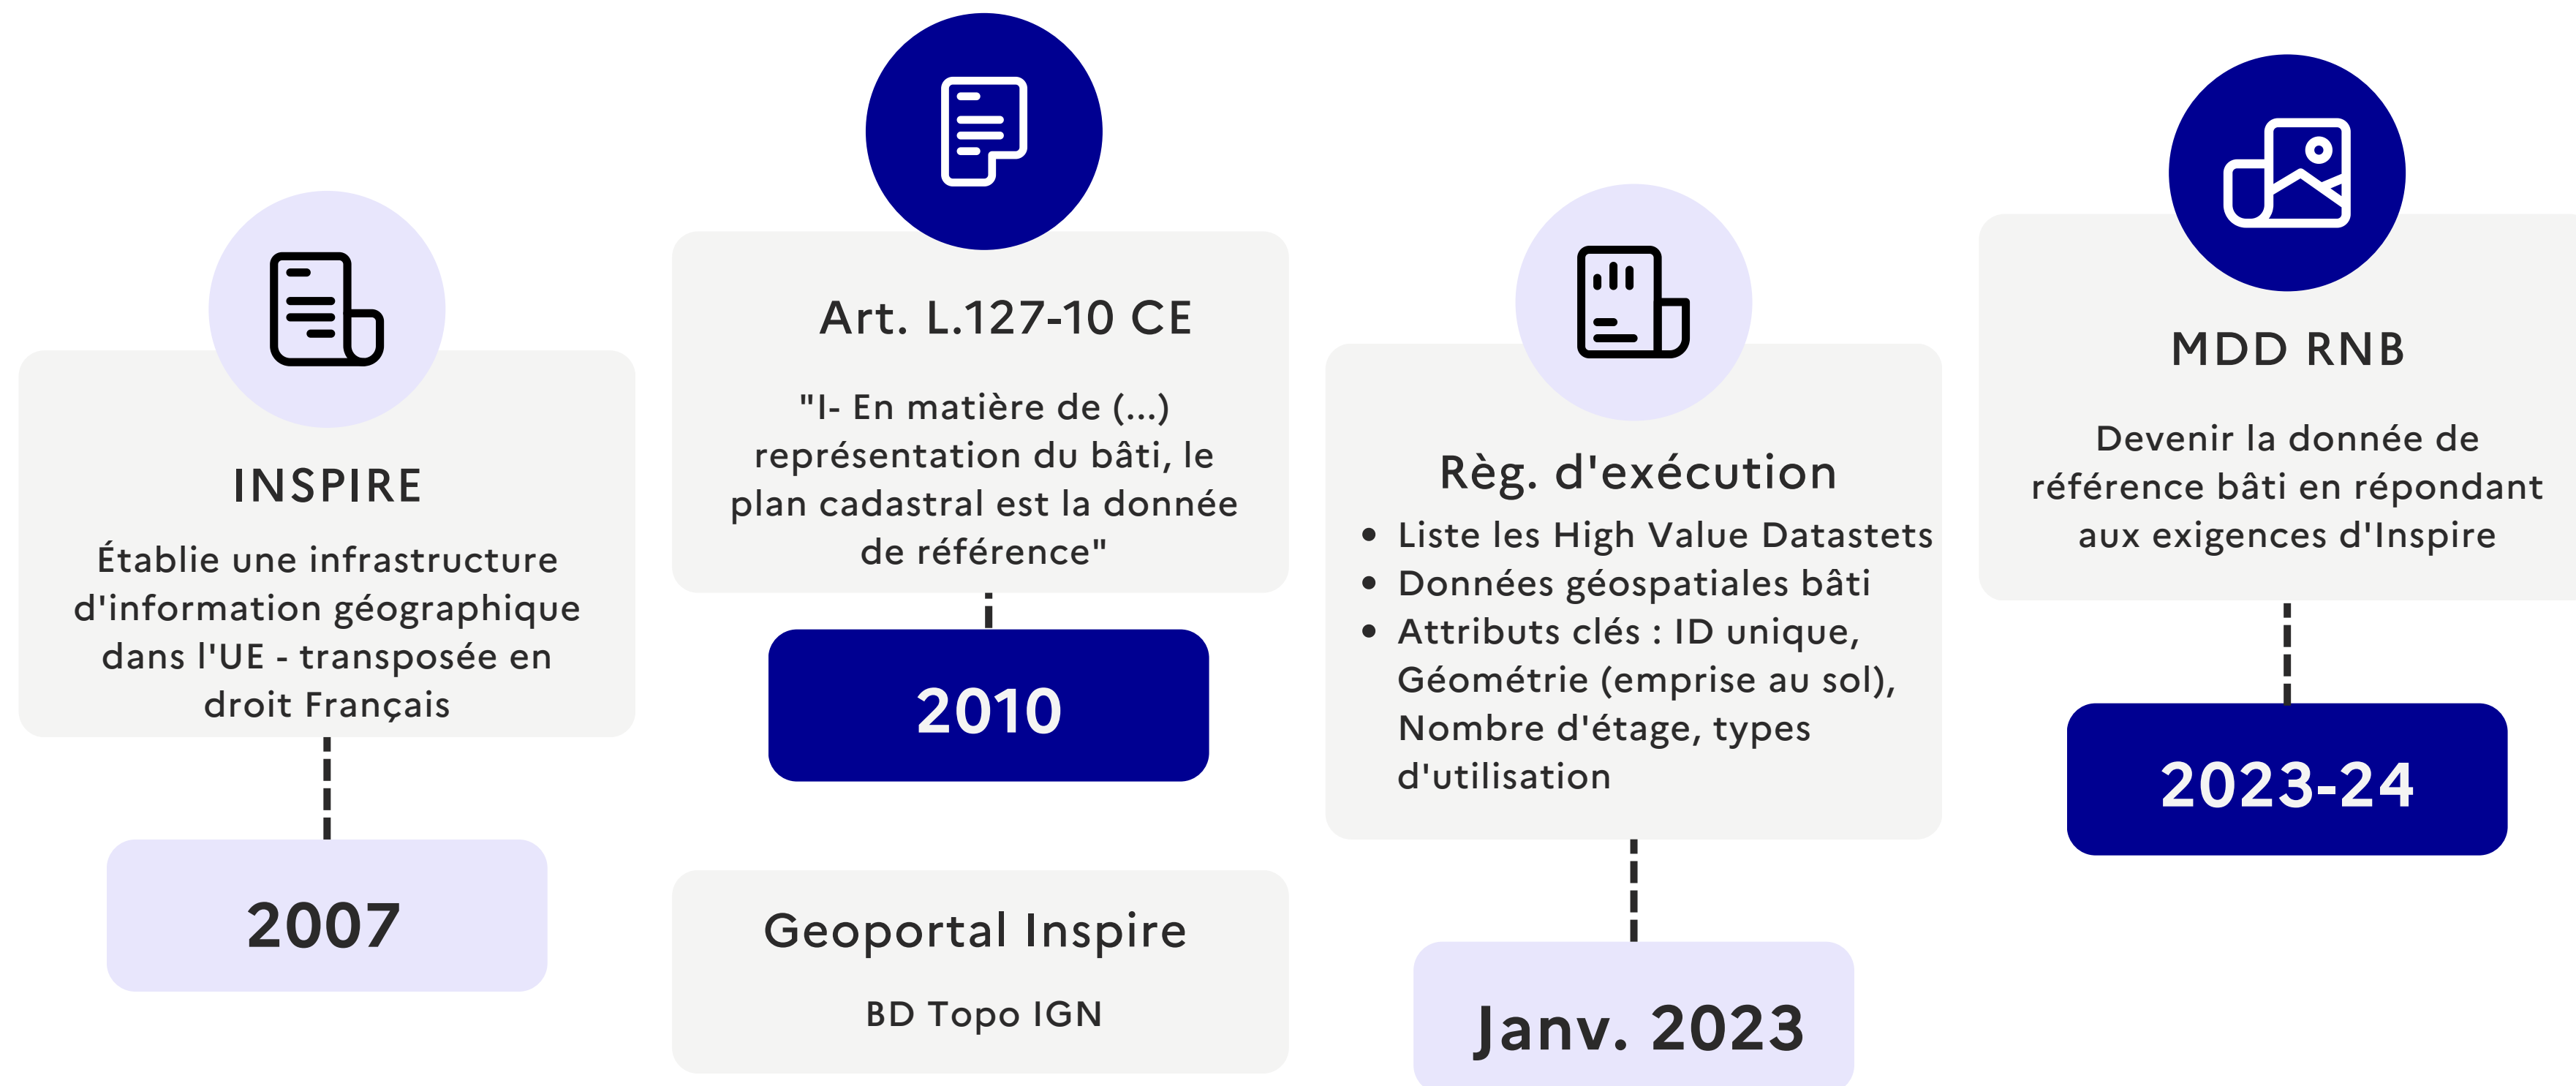 INSPIRE
Établie une infrastructure
d'information géographique
dans l'UE - transposée en
droit Français
2007
Art. L.127-10 CE
"I- En matière de (...)
représentation du bâti, le
plan cadastral est la donnée
de référence"
2010
Geoportal Inspire
BD Topo IGN
Règ. d'exécution
• Liste les High Value Datastets
• Données géospatiales bâti
• Attributs clés : ID unique,
Géométrie (emprise au sol),
Nombre d'étage, types
d'utilisation
Janv. 2023
MDD RNB
Devenir la donnée de
référence bâti en répondant
aux exigences d'Inspire
2023-24